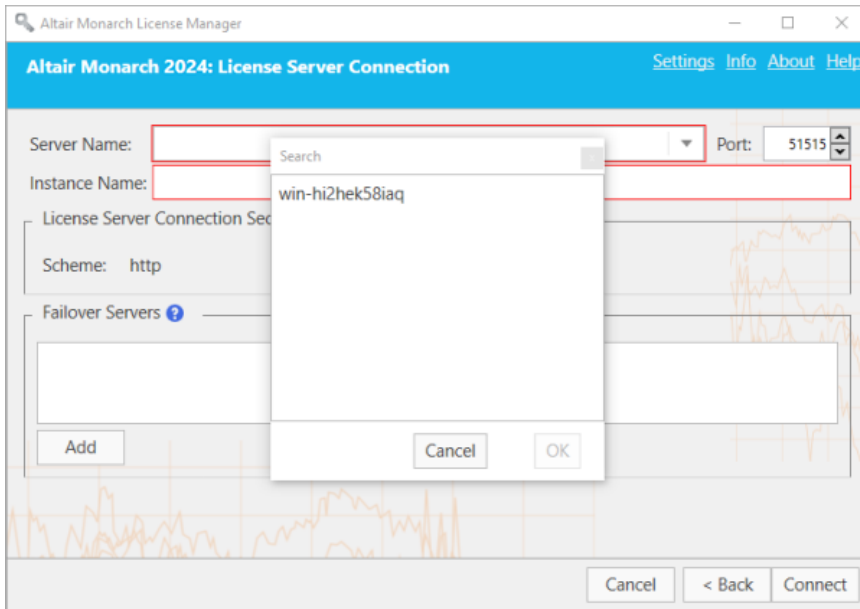 Altair Monarch License Manager
Altair Monarch 2024: License Server Connection
Settings Info About Help
Server Name:
Port: 51515
Search
Instance Name:
win-hi2hek58iaq
License Server Connection Sec
Scheme: http
Failover Servers ?
Add
Cancel OK
Cancel < Back Connect